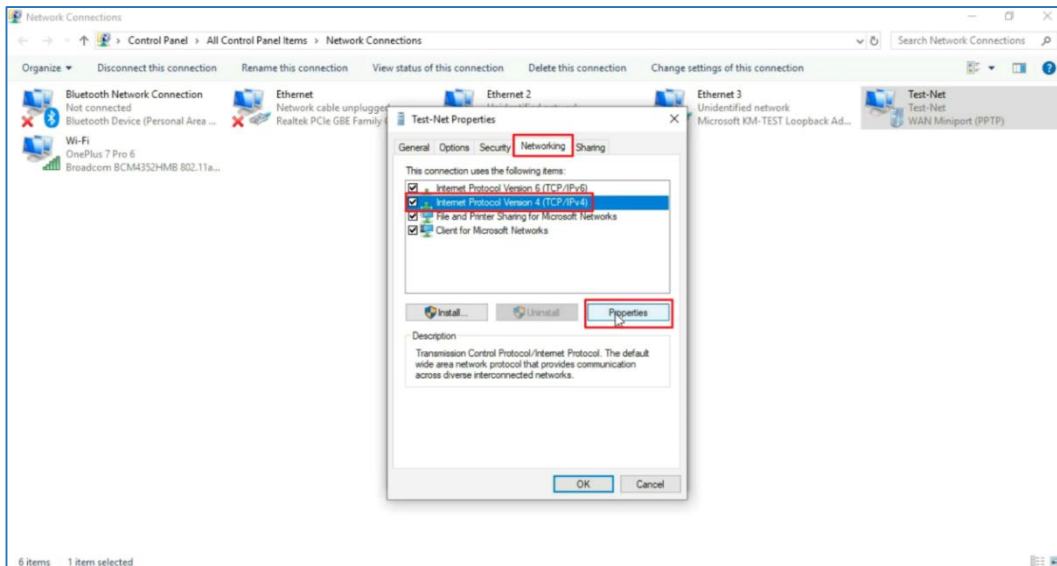 Network Connections
Control Panel > All Control Panel Items > Network Connections
Search Network Connections
Organize Disconnect this connection Rename this connection View status of this connection Delete this connection Change settings of this connection
Bluetooth Network Connection
Not connected
Bluetooth Device (Personal Area ...
Ethernet
Network cable unplugged
Realtek PCIe GBE Family
Ethernet 2
Ethernet 3
Unidentified network
Microsoft KM-TEST Loopback Ad...
Test-Net
Test-Net
WAN Miniport (PPTP)
Wi-Fi
OnePlus 7 Pro 6
Broadcom BCM4352HMB 802.11a...
Test-Net Properties
General Options Security Networking Sharing
This connection uses the following items:
Internet Protocol Version 6 (TCP/IPv6)
Internet Protocol Version 4 (TCP/IPv4)
File and Printer Sharing for Microsoft Networks
Client for Microsoft Networks
Install... Uninstall Properties
Description
Transmission Control Protocol/Internet Protocol. The default
wide area network protocol that provides communication
across diverse interconnected networks.
OK Cancel
6 items 1 item selected